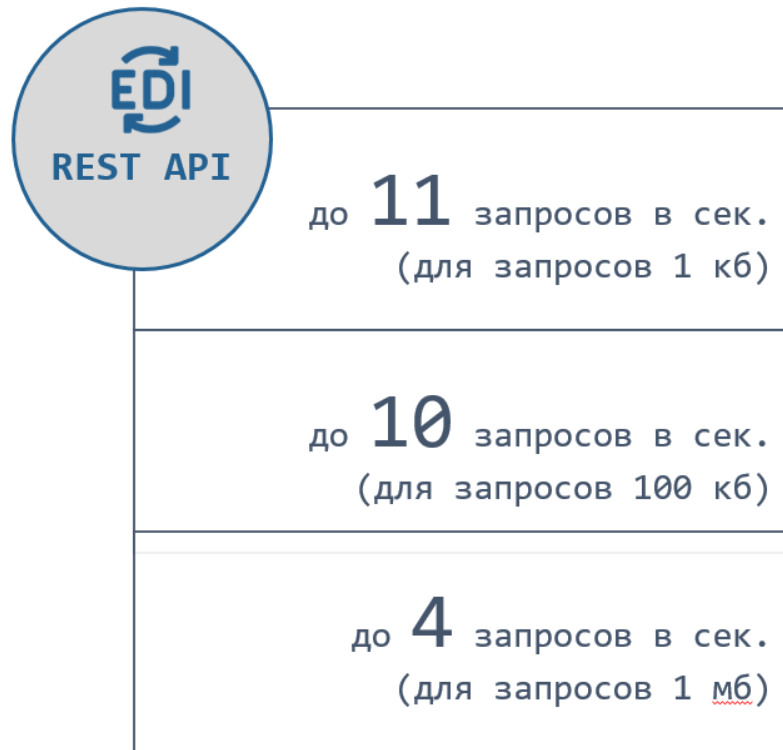 EDI
REST API
до 11 запросов в сек.
(для запросов 1 кб)
до 10 запросов в сек.
(для запросов 100 кб)
до 4 запросов в сек.
(для запросов 1 мб)